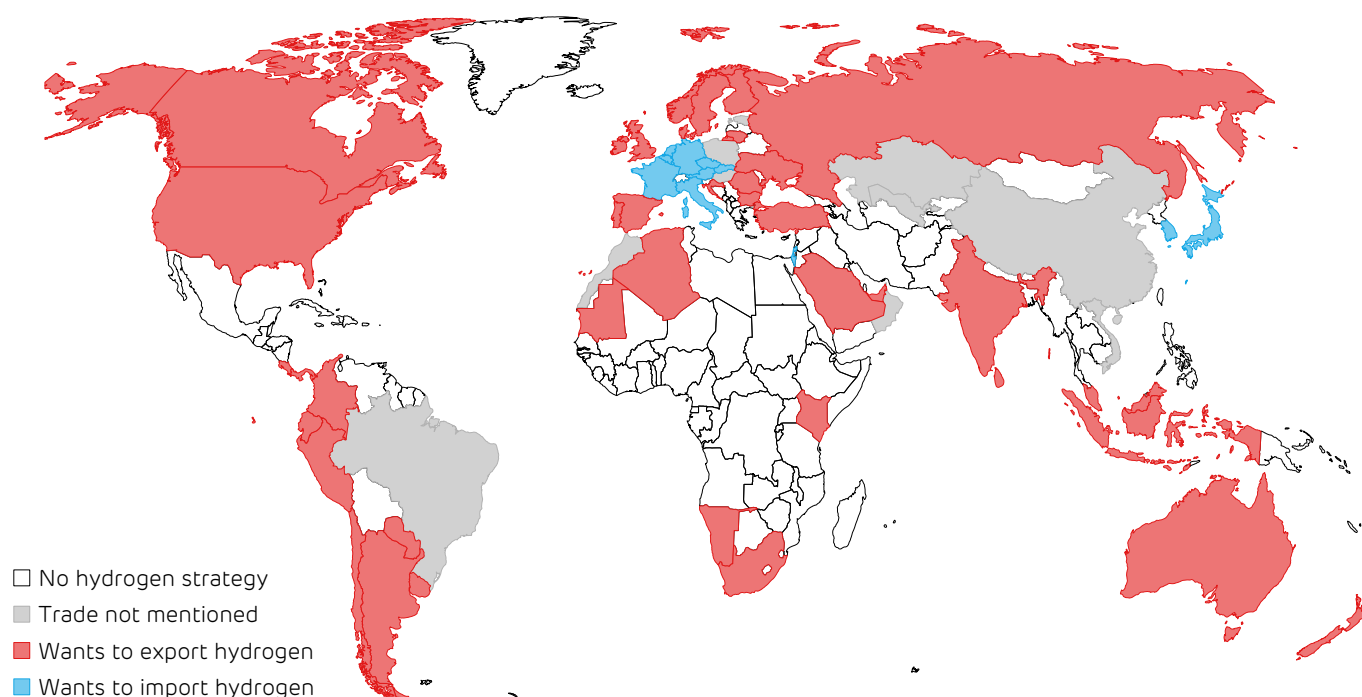 No hydrogen strategy
Trade not mentioned
Wants to export hydrogen
Wants to import hydrogen